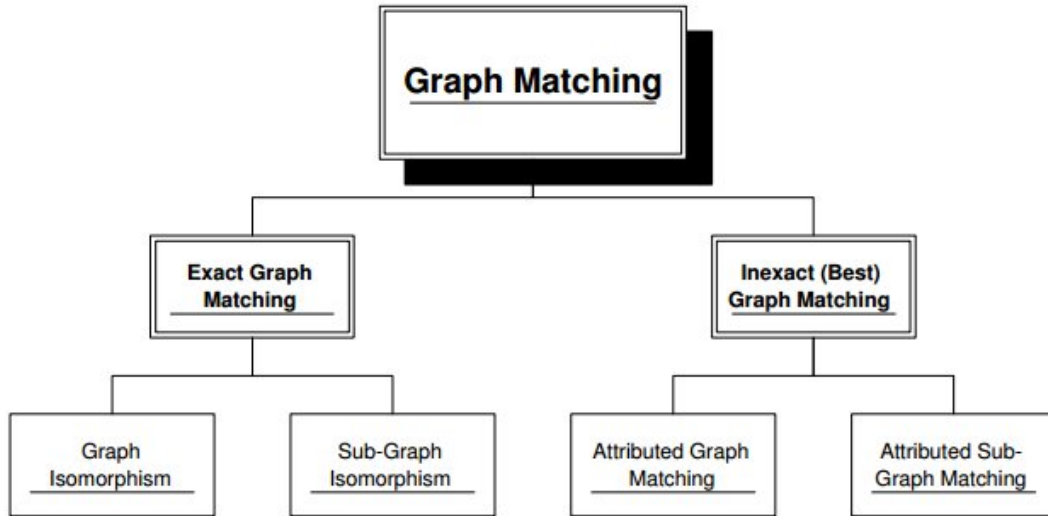 Graph Matching
Exact Graph
Matching
Inexact (Best)
Graph Matching
Graph
Isomorphism
Sub-Graph
Isomorphism
Attributed Graph
Matching
Attributed Sub-
Graph Matching